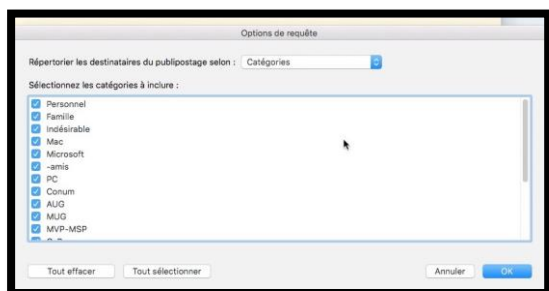 Options de requête
Répertorier les destinataires du publipostage selon : Catégories
Sélectionnez les catégories à inclure :
Personnel
Famille
Indésirable
Mac
Microsoft
-amis
PC
Conum
AUG
MUG
MVP-MSP
Tout effacer Tout sélectionner Annuler OK